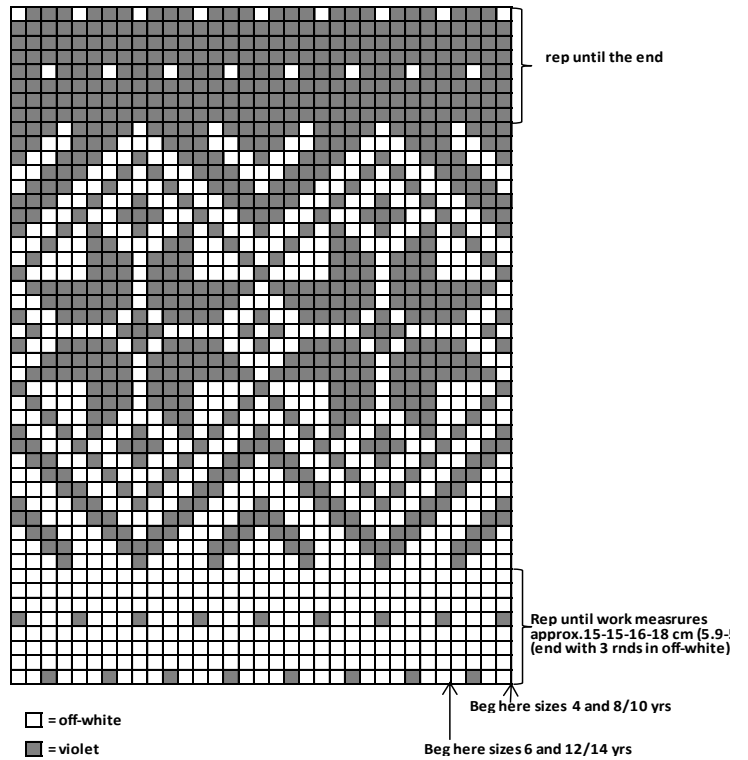 rep until the end
Rep until work measrures
approx.15-15-16-18 cm (5.9-
(end with 3 rnds in off-white)
Beg here sizes 4 and 8/10 yrs
= off-white
= violet
Beg here sizes 6 and 12/14 yrs